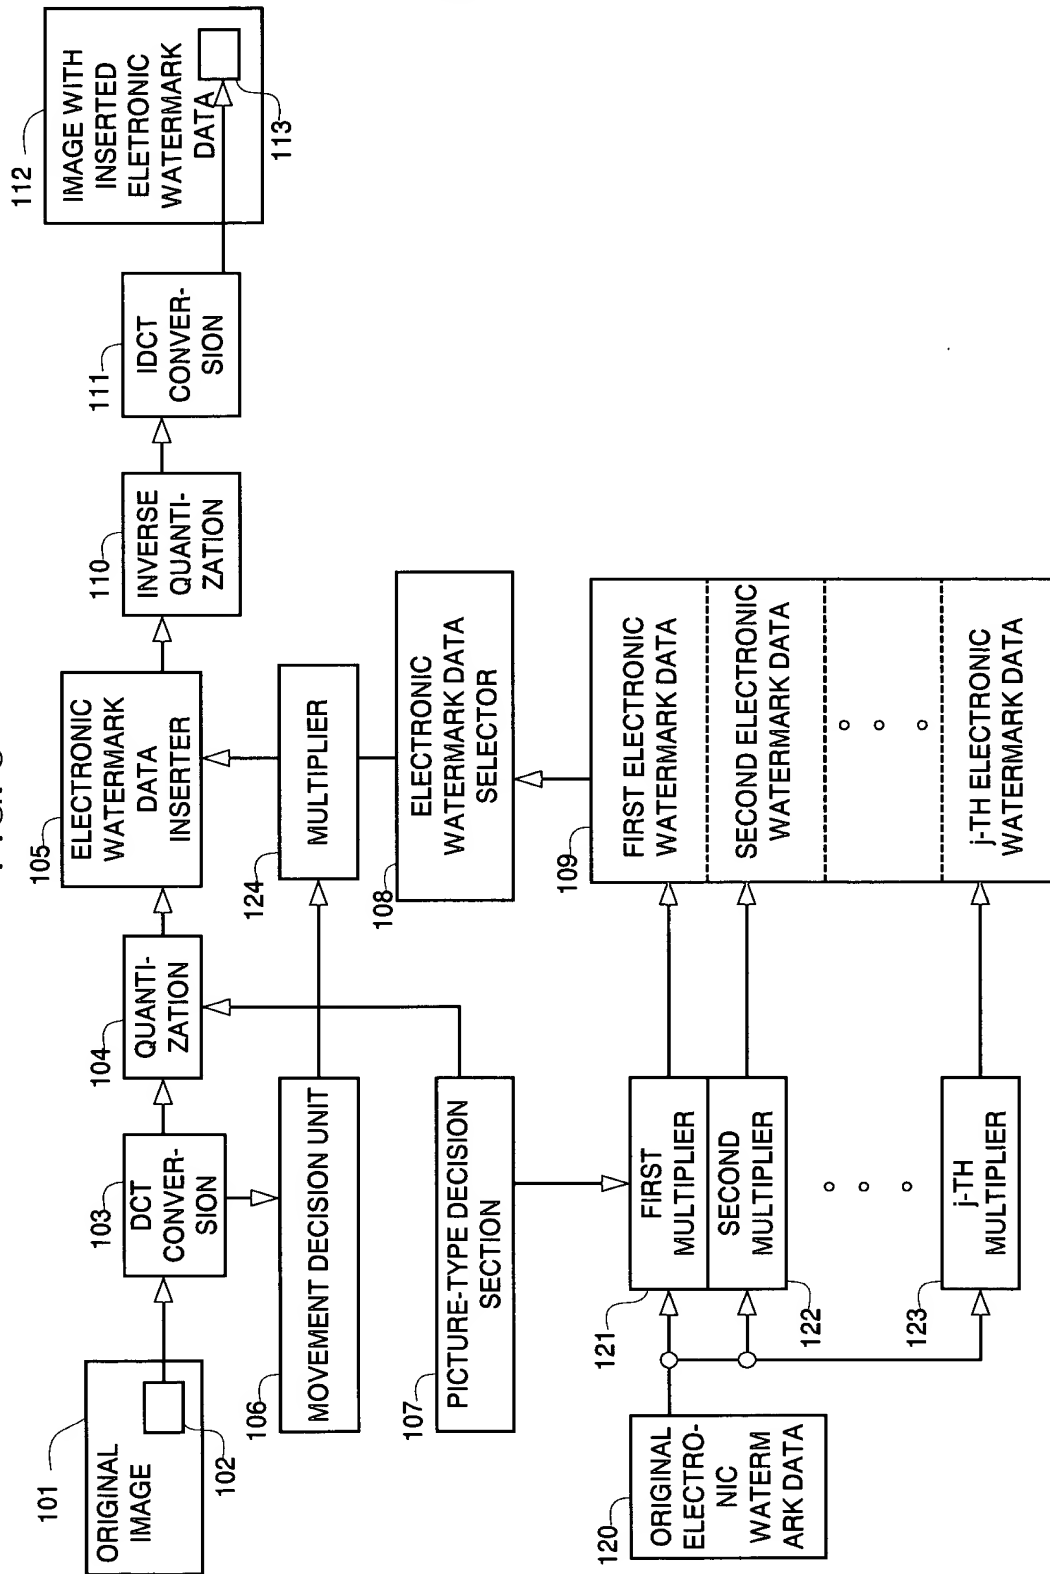 101
ORIGINAL
IMAGE
102
103
DCT
CONVER-
SION
104
QUANTI-
ZATION
105
ELECTRONIC
WATERMARK
DATA
INSERTER
110
INVERSE
QUANTI-
ZATION
111
IDCT
CONVER-
SION
112
IMAGE WITH
INSERTED
ELETRONIC
WATERMARK
DATA
113
106
MOVEMENT DECISION UNIT
124
MULTIPLIER
107
PICTURE-TYPE DECISION
SECTION
108
ELECTRONIC
WATERMARK DATA
SELECTOR
120
ORIGINAL
ELECTRO-
NIC
WATERM
ARK DATA
121
FIRST
MULTIPLIER
SECOND
MULTIPLIER
122
123
j-TH
MULTIPLIER
109
FIRST ELECTRONIC
WATERMARK DATA
SECOND ELECTRONIC
WATERMARK DATA
j-TH ELECTRONIC
WATERMARK DATA